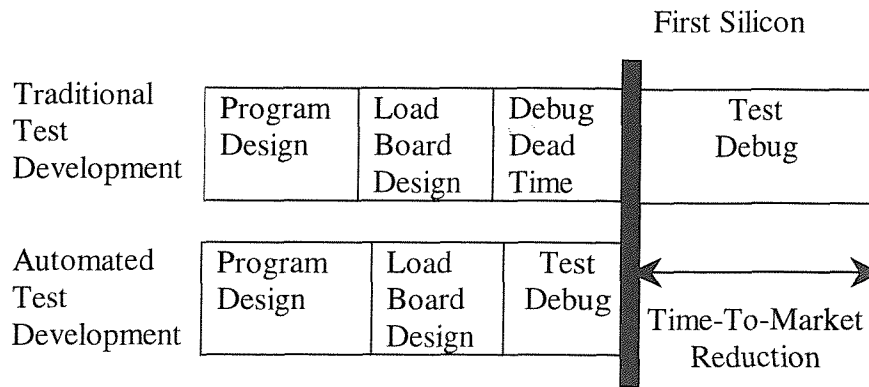 First Silicon
Traditional
Test
Development
Program
Design
Load
Board
Design
Debug
Dead
Time
Test
Debug
Automated
Test
Development
Program
Design
Load
Board
Design
Test
Debug
Time-To-Market
Reduction